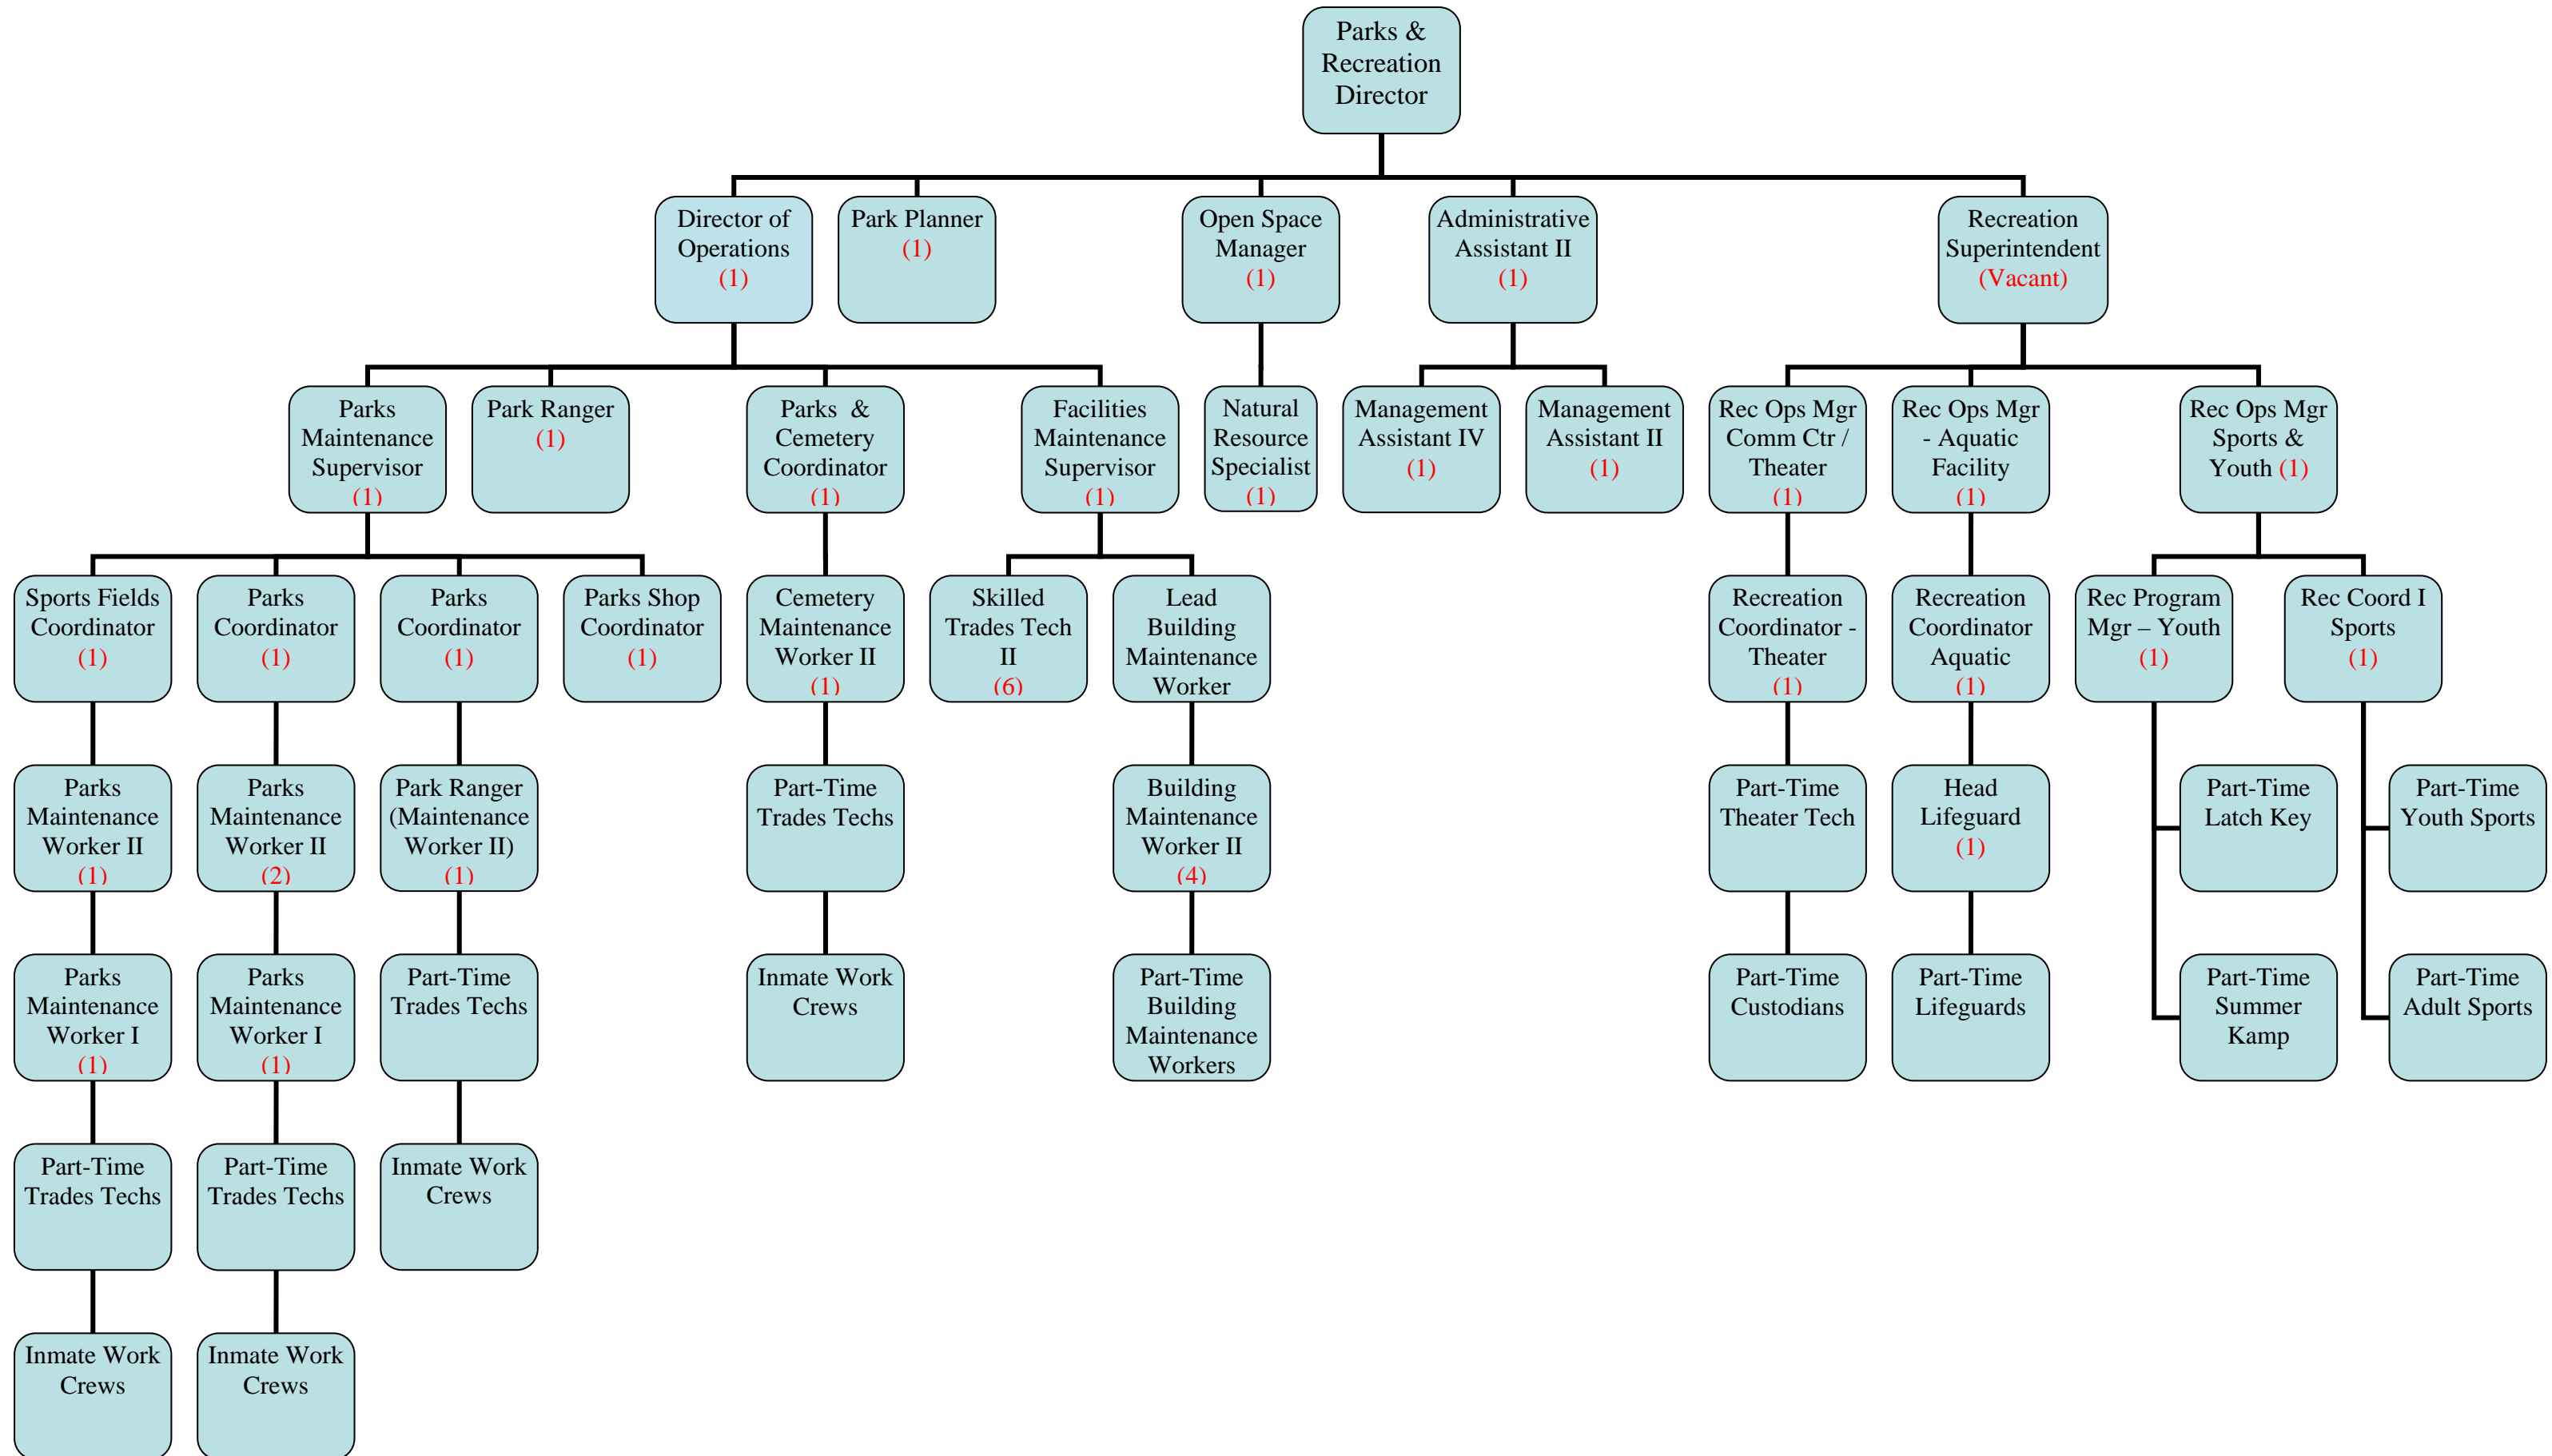 Parks &
Recreation
Director
Director of
Operations
(1)
Park Planner
(1)
Open Space
Manager
(1)
Administrative
Assistant II
(1)
Recreation
Superintendent
(Vacant)
Parks
Maintenance
Supervisor
(1)
Park Ranger
(1)
Parks &
Cemetery
Coordinator
(1)
Facilities
Maintenance
Supervisor
(1)
Natural
Resource
Specialist
(1)
Management
Assistant IV
(1)
Management
Assistant II
(1)
Rec Ops Mgr
Comm Ctr /
Theater
(1)
Rec Ops Mgr
- Aquatic
Facility
(1)
Rec Ops Mgr
Sports &
Youth (1)
Sports Fields
Coordinator
(1)
Parks
Coordinator
(1)
Parks
Coordinator
(1)
Parks Shop
Coordinator
(1)
Cemetery
Maintenance
Worker II
(1)
Skilled
Trades Tech
II
(6)
Lead
Building
Maintenance
Worker
Recreation
Coordinator -
Theater
(1)
Recreation
Coordinator
Aquatic
(1)
Rec Program
Mgr – Youth
(1)
Rec Coord I
Sports
(1)
Parks
Maintenance
Worker II
(1)
Parks
Maintenance
Worker II
(2)
Park Ranger
(Maintenance
Worker II)
(1)
Part-Time
Trades Techs
Building
Maintenance
Worker II
(4)
Part-Time
Theater Tech
Head
Lifeguard
(1)
Part-Time
Latch Key
Part-Time
Youth Sports
Parks
Maintenance
Worker I
(1)
Parks
Maintenance
Worker I
(1)
Part-Time
Trades Techs
Inmate Work
Crews
Part-Time
Building
Maintenance
Workers
Part-Time
Custodians
Part-Time
Lifeguards
Part-Time
Summer
Kamp
Part-Time
Adult Sports
Part-Time
Trades Techs
Part-Time
Trades Techs
Inmate Work
Crews
Inmate Work
Crews
Inmate Work
Crews